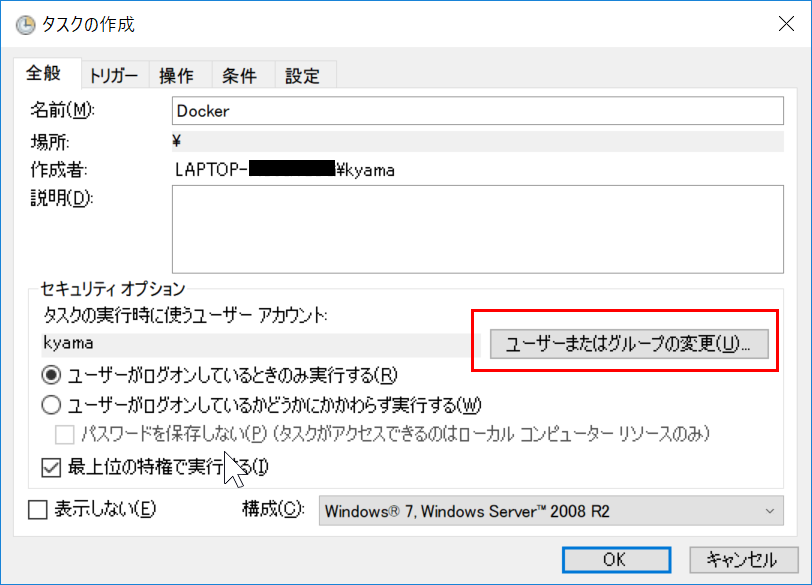 タスクの作成
全般 トリガー 操作 条件 設定
名前(M): Docker
場所: ¥
作成者: LAPTOP- ¥kyama
説明(D):
セキュリティ オプション
タスクの実行時に使うユーザー アカウント:
kyama ユーザーまたはグループの変更(U)...
ユーザーがログオンしているときのみ実行する(R)
ユーザーがログオンしているかどうかにかかわらず実行する(W)
パスワードを保存しない(P) (タスクがアクセスできるのはローカル コンピューター リソースのみ)
最上位の特権で実行する(I)
表示しない(E) 構成(C): Windows® 7, Windows Server™ 2008 R2
OK キャンセル